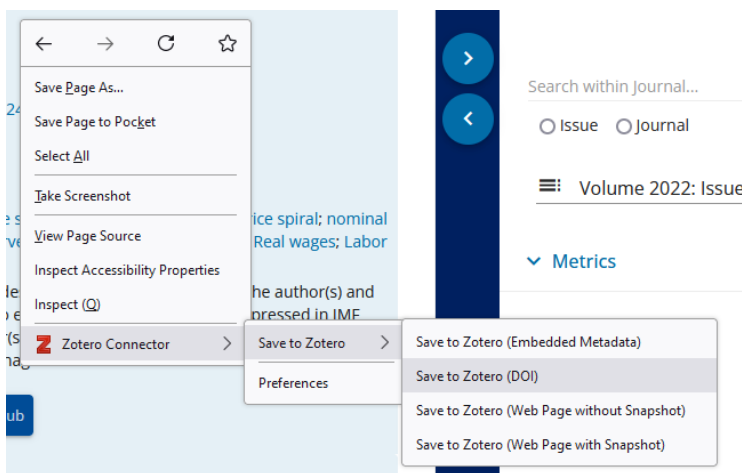 Save Page As...
Save Page to Pocket
Select All
Take Screenshot
View Page Source
Inspect Accessibility Properties
Inspect (Q)
Zotero Connector
Save to Zotero
Preferences
Save to Zotero (Embedded Metadata)
Save to Zotero (DOI)
Save to Zotero (Web Page without Snapshot)
Save to Zotero (Web Page with Snapshot)
24
rice spiral; nominal
Real wages; Labor
he author(s) and
pressed in IMF
ub
Search within Journal...
Issue Journal
Volume 2022: Issue
Metrics